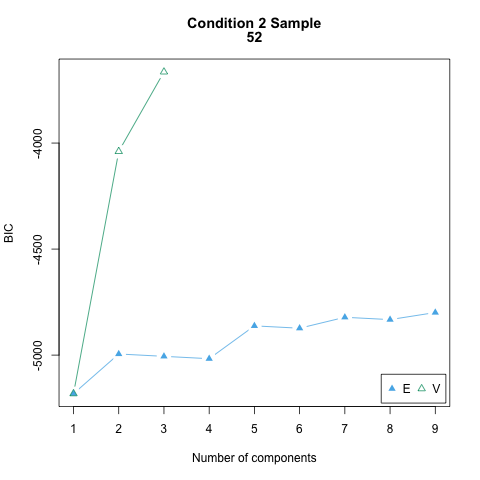 Condition 2 Sample
52
BIC
-4000
-4500
-5000
E V
1 2 3 4 5 6 7 8 9
Number of components